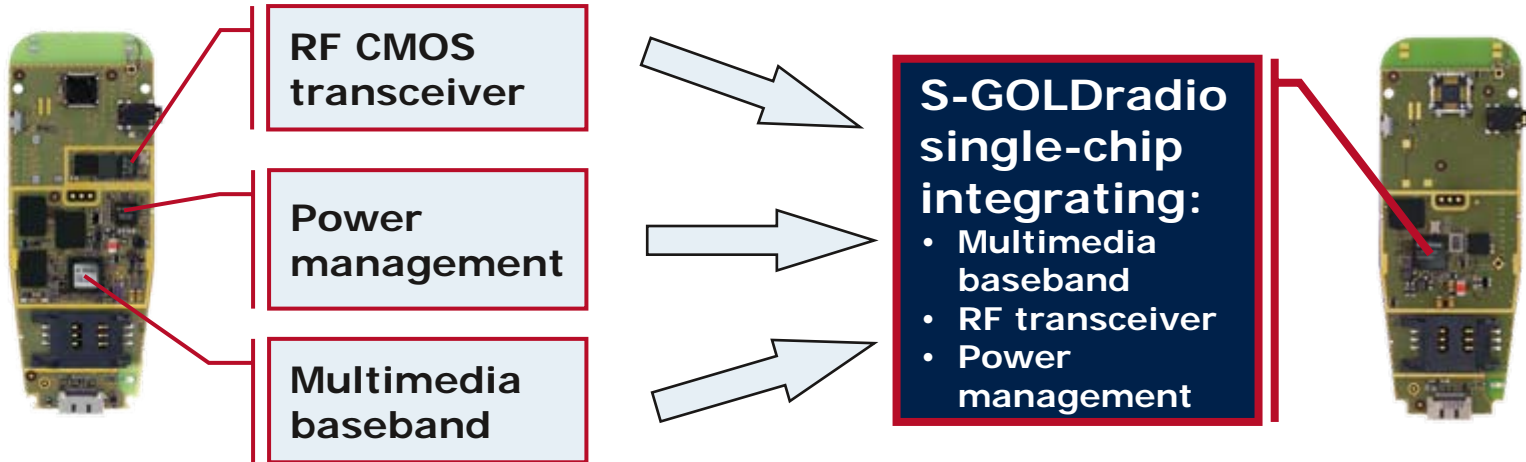 RF CMOS
transceiver
Power
management
Multimedia
baseband
S-GOLDradio
single-chip
integrating:
• Multimedia
baseband
• RF transceiver
• Power
management